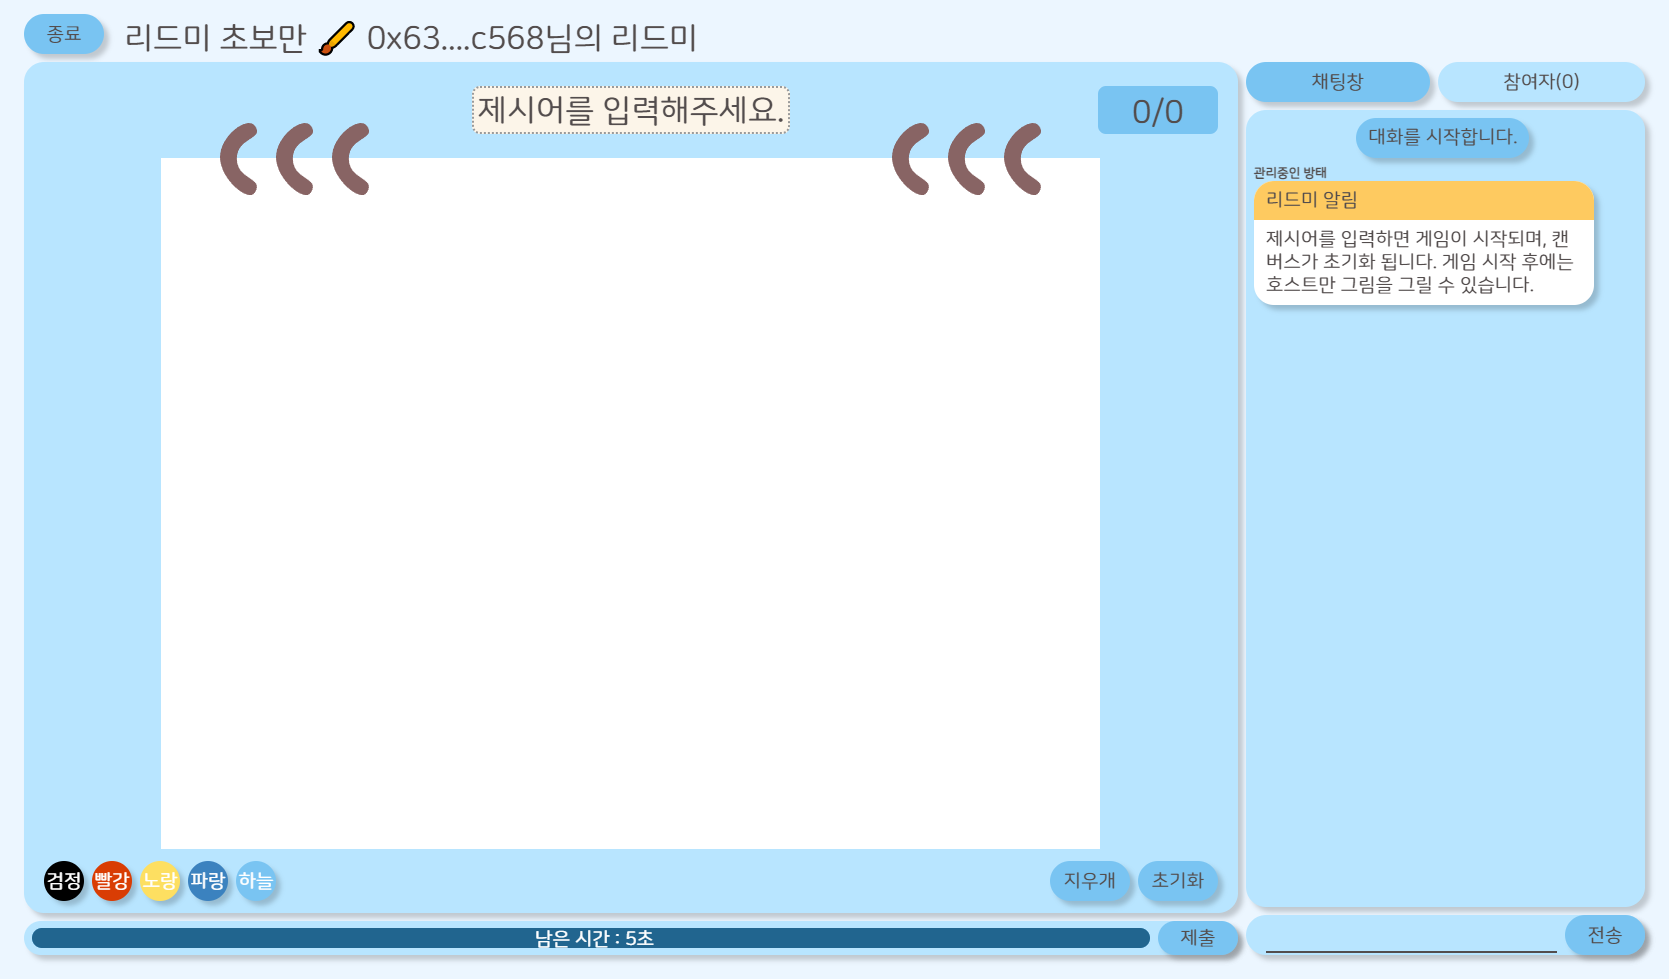 종료
리드미 초보만 🖌️ 0x63....c568님의 리드미
제시어를 입력해주세요.
0/0
검정
빨강
노랑
파랑
하늘
지우개
초기화
남은 시간 : 5초
제출
채팅창
참여자(0)
대화를 시작합니다.
관리중인 방태
리드미 알림
제시어를 입력하면 게임이 시작되며, 캔
버스가 초기화 됩니다. 게임 시작 후에는
호스트만 그림을 그릴 수 있습니다.
전송